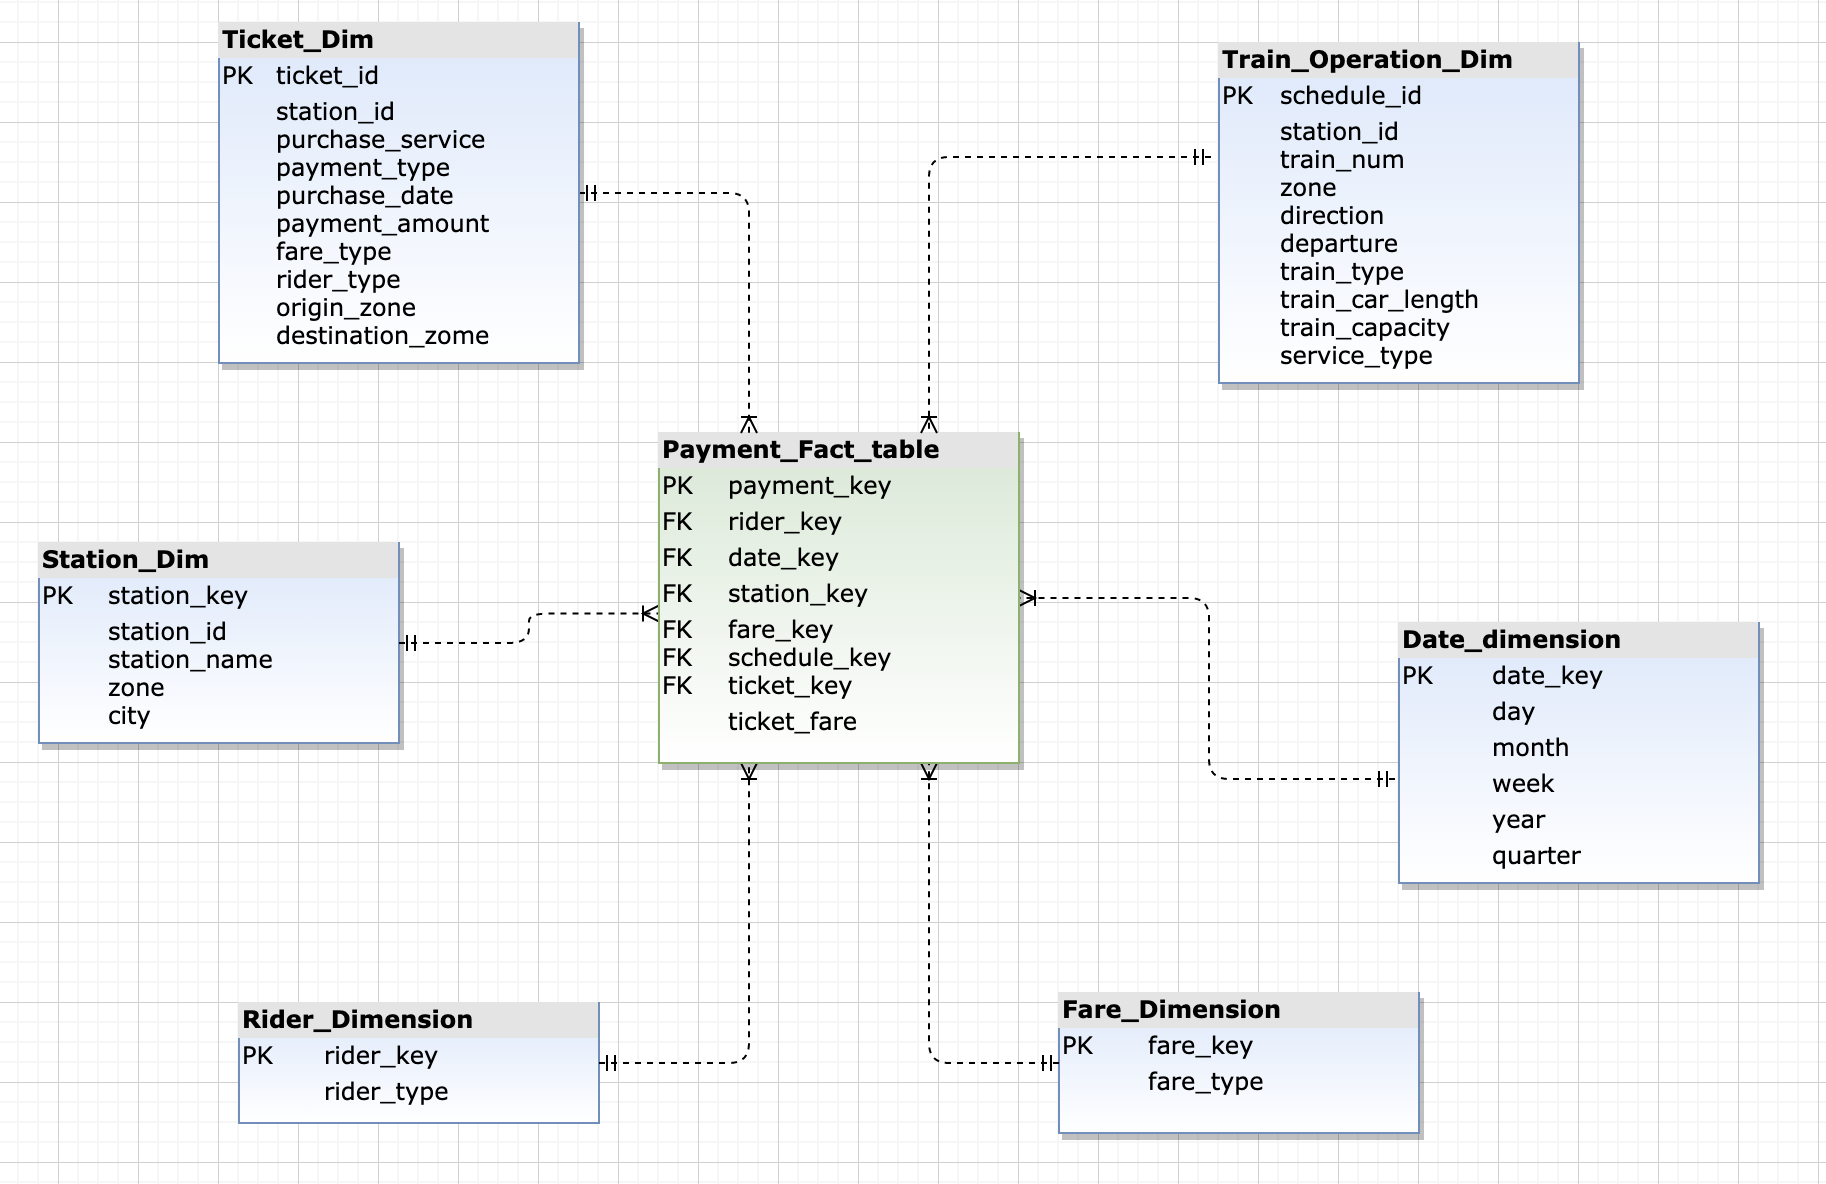 Ticket_Dim
PK ticket_id
station_id
purchase_service
payment_type
purchase_date
payment_amount
fare_type
rider_type
origin_zone
destination_zome
Train_Operation_Dim
PK schedule_id
station_id
train_num
zone
direction
departure
train_type
train_car_length
train_capacity
service_type
Payment_Fact_table
PK payment_key
FK rider_key
FK date_key
FK station_key
FK fare_key
FK schedule_key
FK ticket_key
ticket_fare
Station_Dim
PK station_key
station_id
station_name
zone
city
Date_dimension
PK date_key
day
month
week
year
quarter
Rider_Dimension
PK rider_key
rider_type
Fare_Dimension
PK fare_key
fare_type